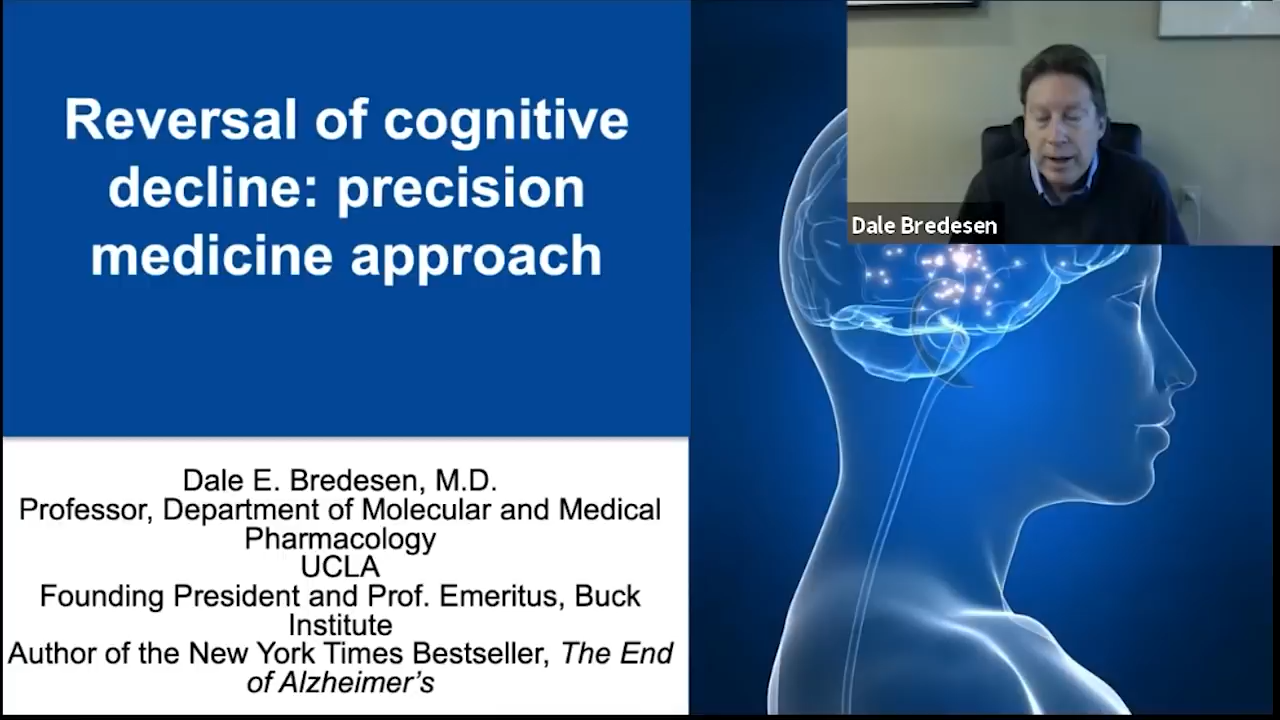 Reversal of cognitive
decline: precision
medicine approach
Dale Bredesen
Dale E. Bredesen, M.D.
Professor, Department of Molecular and Medical
Pharmacology
UCLA
Founding President and Prof. Emeritus, Buck
Institute
Author of the New York Times Bestseller, The End
of Alzheimer’s